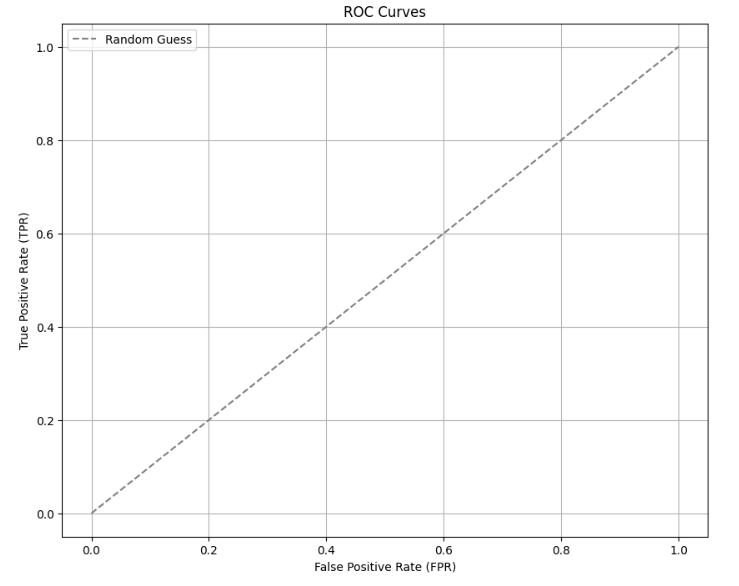 ROC Curves
Random Guess
1.0
0.8
0.6
0.4
0.2
0.0
True Positive Rate (TPR)
0.0 0.2 0.4 0.6 0.8 1.0
False Positive Rate (FPR)